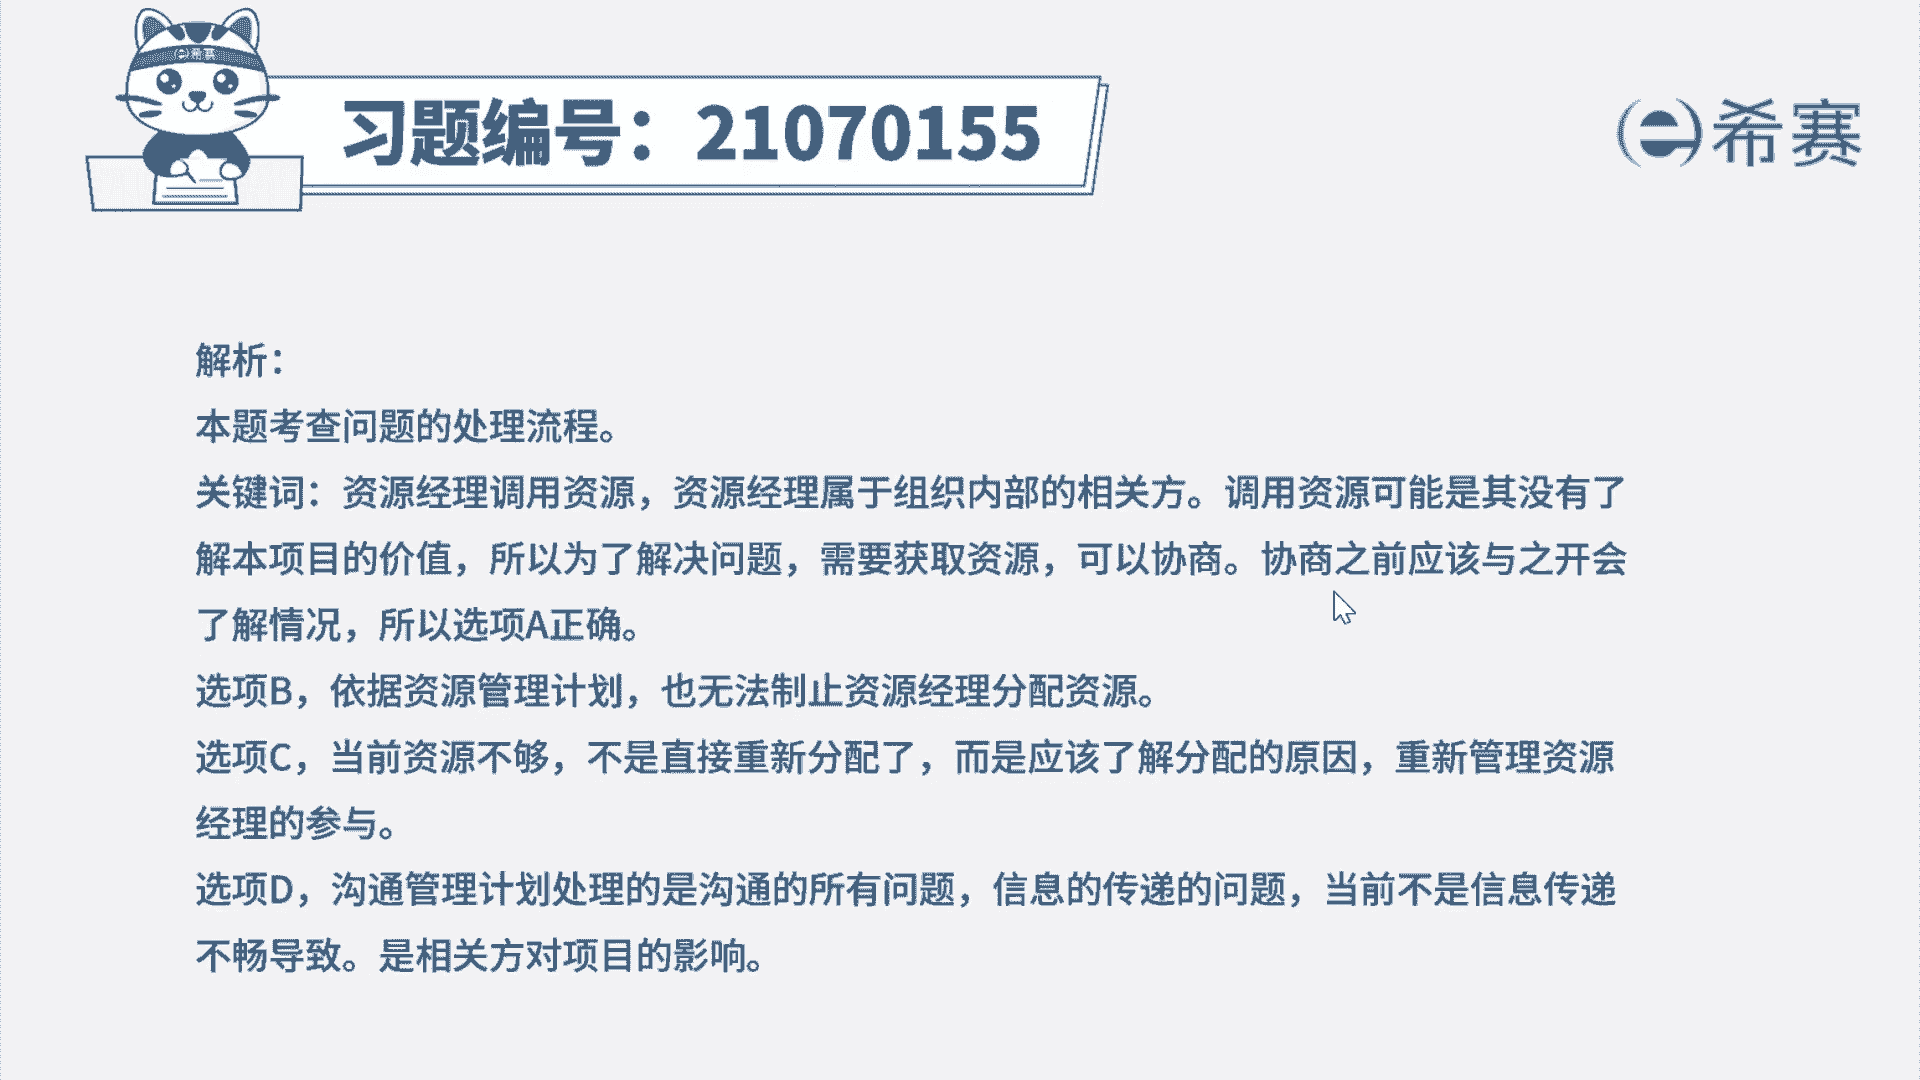 希赛
习题编号：21070155
希赛
解析：
本题考查问题的处理流程。
关键词：资源经理调用资源，资源经理属于组织内部的相关方。调用资源可能是其没有了
解本项目的价值，所以为了解决问题，需要获取资源，可以协商。协商之前应该与之开会
了解情况，所以选项A正确。
选项B，依据资源管理计划，也无法制止资源经理分配资源。
选项C，当前资源不够，不是直接重新分配了，而是应该了解分配的原因，重新管理资源
经理的参与。
选项D，沟通管理计划处理的是沟通的所有问题，信息的传递的问题，当前不是信息传递
不畅导致。是相关方对项目的影响。